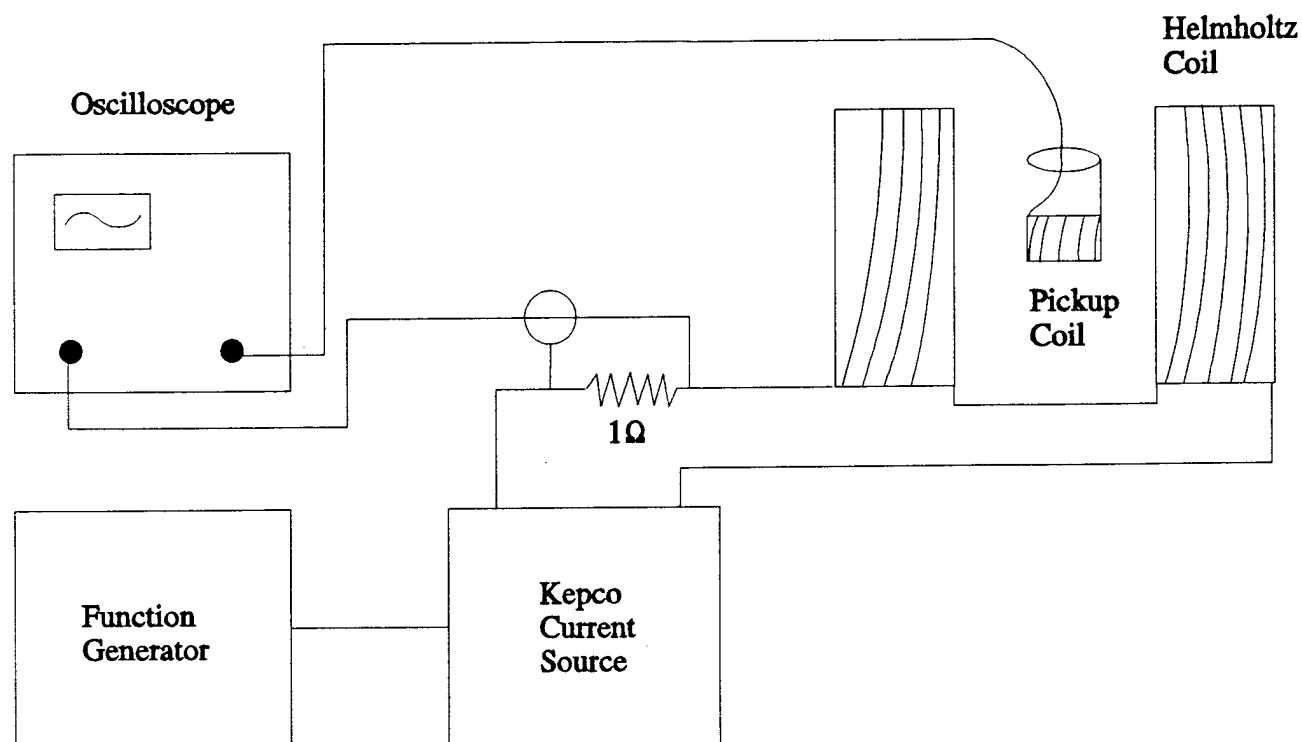 Helmholtz
Coil
Oscilloscope
Pickup
Coil
1Ω
Function
Generator
Kepco
Current
Source